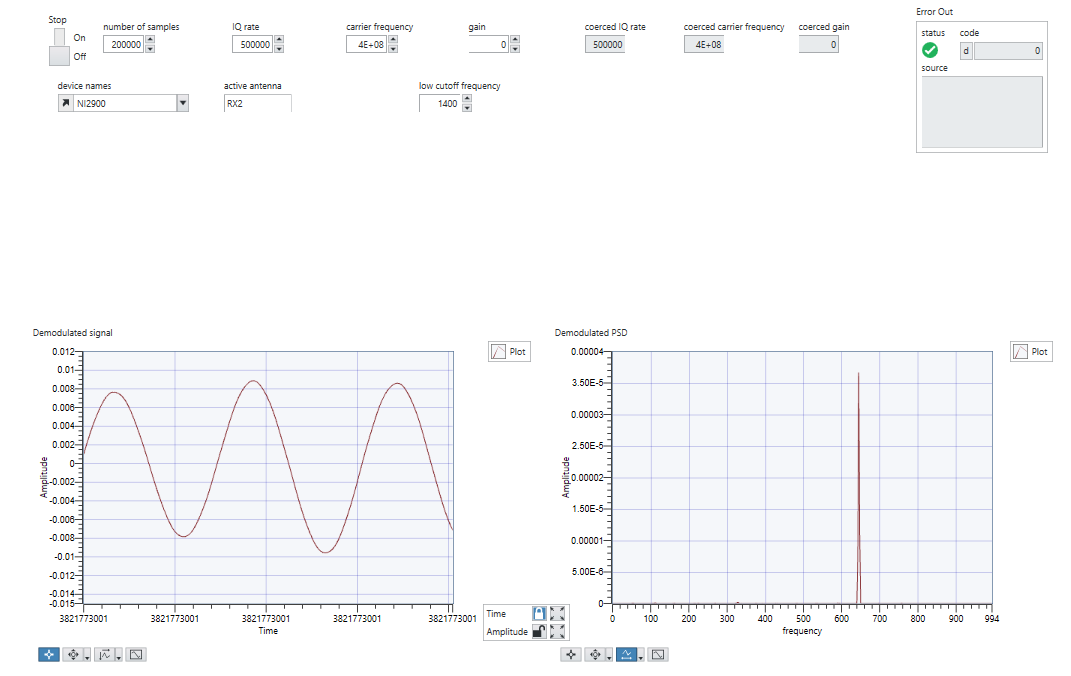 Stop
On
Off
number of samples
200000
IQ rate
500000
carrier frequency
4E+08
gain
0
coerced IQ rate
500000
coerced carrier frequency
4E+08
coerced gain
0
Error Out
status
code
d
0
source
device names
NI2900
active antenna
RX2
low cutoff frequency
1400
Demodulated signal
Plot
0.012
0.01
0.008
0.006
0.004
0.002
0
-0.002
-0.004
-0.006
-0.008
-0.01
-0.012
-0.014
-0.015
Amplitude
3821773001 3821773001 3821773001 3821773001 3821773001
Time
Time
Amplitude
Demodulated PSD
Plot
0.00004
3.50E-5
0.00003
2.50E-5
0.00002
1.50E-5
0.00001
5.00E-6
0
Amplitude
0 100 200 300 400 500 600 700 800 900 994
frequency